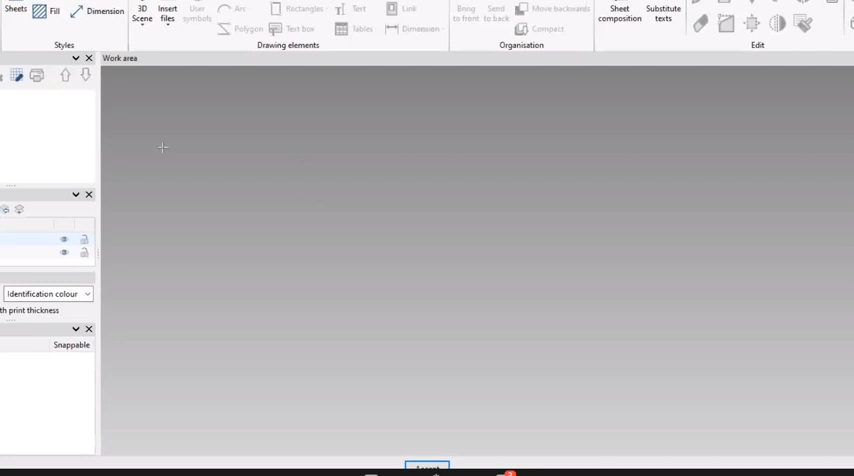 Sheets Fill Dimension
3D Scene Insert files User symbols Arc Rectangles Text Link
Polygon Text box Tables Dimension
Bring to front Send to back Move backwards
Compact
Sheet composition Substitute texts
Styles Drawing elements Organisation Edit
Work area
Identification colour
th print thickness
Snappable
Accept
2